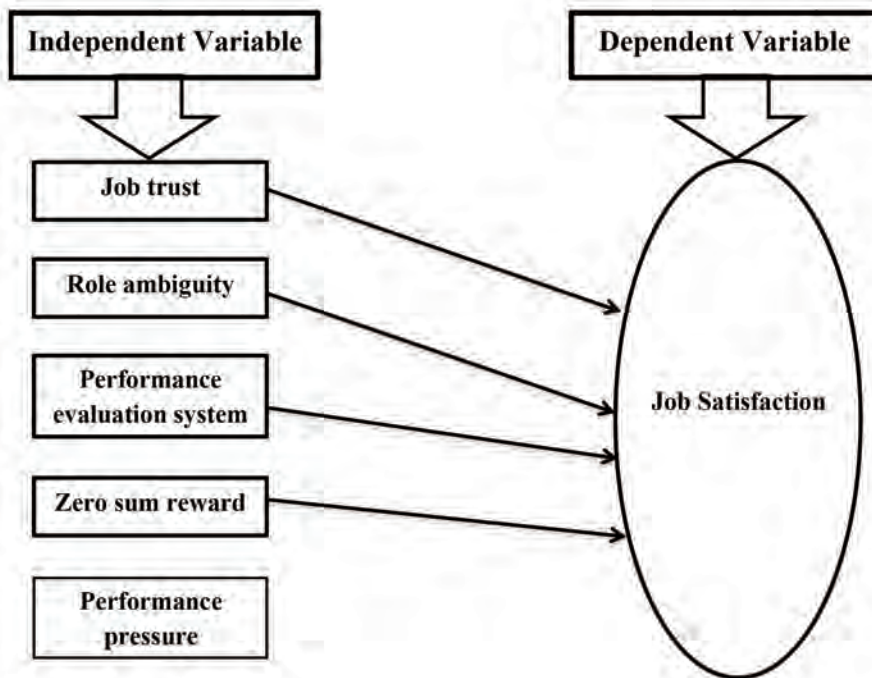 Independent Variable
Dependent Variable
Job trust
Role ambiguity
Performance
evaluation system
Job Satisfaction
Zero sum reward
Performance
pressure